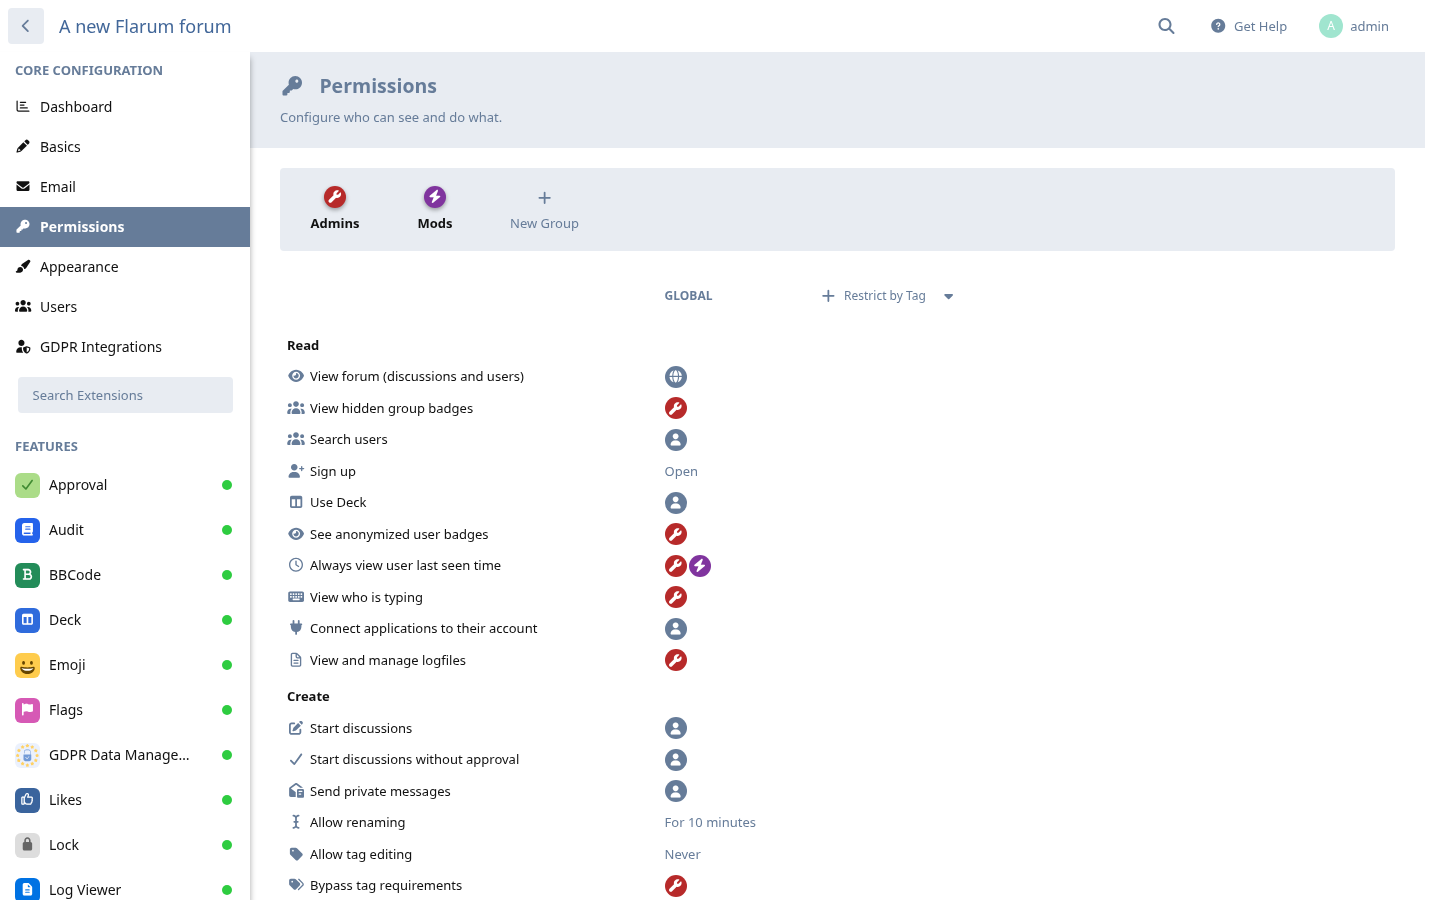 A new Flarum forum
Get Help
A
admin
CORE CONFIGURATION
Dashboard
Basics
Email
Permissions
Appearance
Users
GDPR Integrations
Search Extensions
FEATURES
Approval
Audit
BBCode
Deck
Emoji
Flags
GDPR Data Manage...
Likes
Lock
Log Viewer
Permissions
Configure who can see and do what.
Admins
Mods
New Group
GLOBAL
Restrict by Tag
Read
View forum (discussions and users)
View hidden group badges
Search users
Sign up
Open
Use Deck
See anonymized user badges
Always view user last seen time
View who is typing
Connect applications to their account
View and manage logfiles
Create
Start discussions
Start discussions without approval
Send private messages
Allow renaming
For 10 minutes
Allow tag editing
Never
Bypass tag requirements